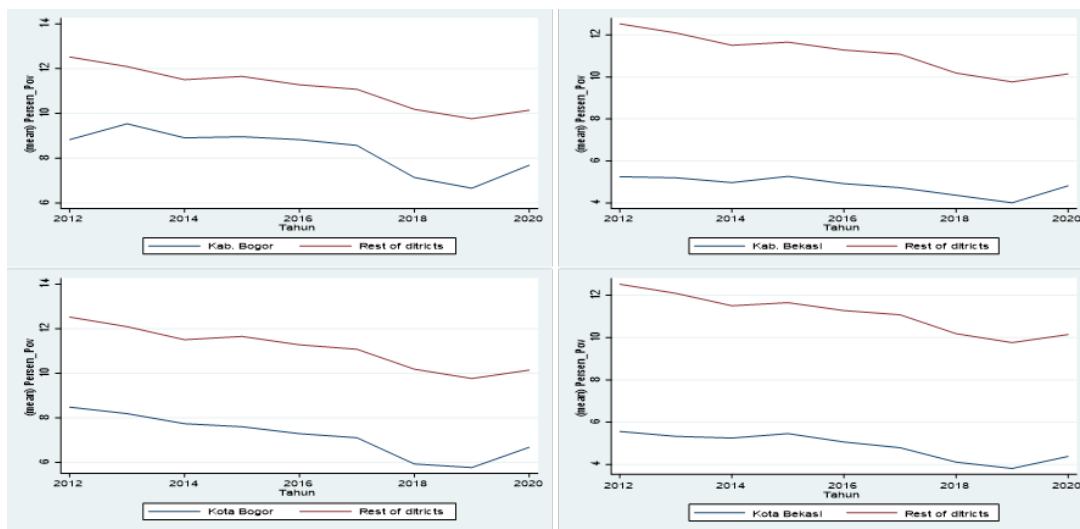 14
12
10
8
6
(mean) Persen_Pov
2012 2014 2016 2018 2020
Tahun
Kab. Bogor Rest of ditricts
12
10
8
6
4
(mean) Persen_Pov
2012 2014 2016 2018 2020
Tahun
Kab. Bekasi Rest of ditricts
14
12
10
8
6
(mean) Persen_Pov
2012 2014 2016 2018 2020
Tahun
Kota Bogor Rest of ditricts
12
10
8
6
4
(mean) Persen_Pov
2012 2014 2016 2018 2020
Tahun
Kota Bekasi Rest of ditricts